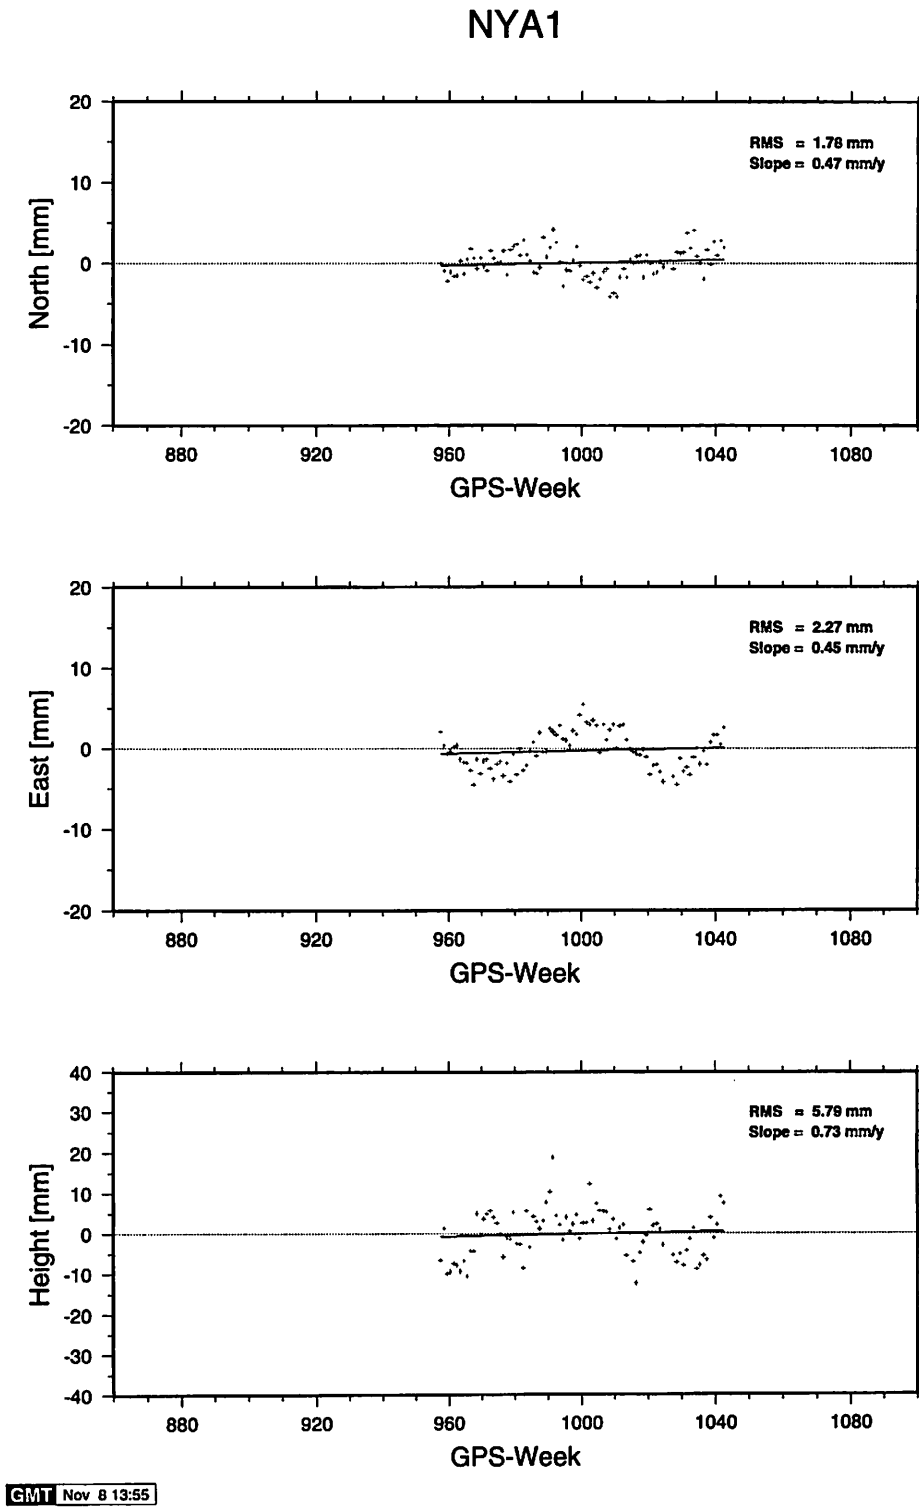 NYA1
20
10
0
-10
-20
North [mm]
RMS = 1.78 mm
Slope = 0.47 mm/y
880 920 960 1000 1040 1080
GPS-Week
20
10
0
-10
-20
East [mm]
RMS = 2.27 mm
Slope = 0.45 mm/y
880 920 960 1000 1040 1080
GPS-Week
40
30
20
10
0
-10
-20
-30
-40
Height [mm]
RMS = 5.79 mm
Slope = 0.73 mm/y
880 920 960 1000 1040 1080
GPS-Week
GMT Nov 8 13:55